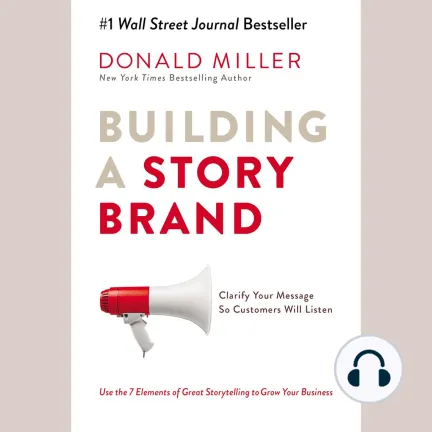 #1 Wall Street Journal Bestseller
DONALD MILLER
New York Times Bestselling Author
BUILDING
A STORY
BRAND
Clarify Your Message
So Customers Will Listen
Use the 7 Elements of Great Storytelling to Grow Your Business